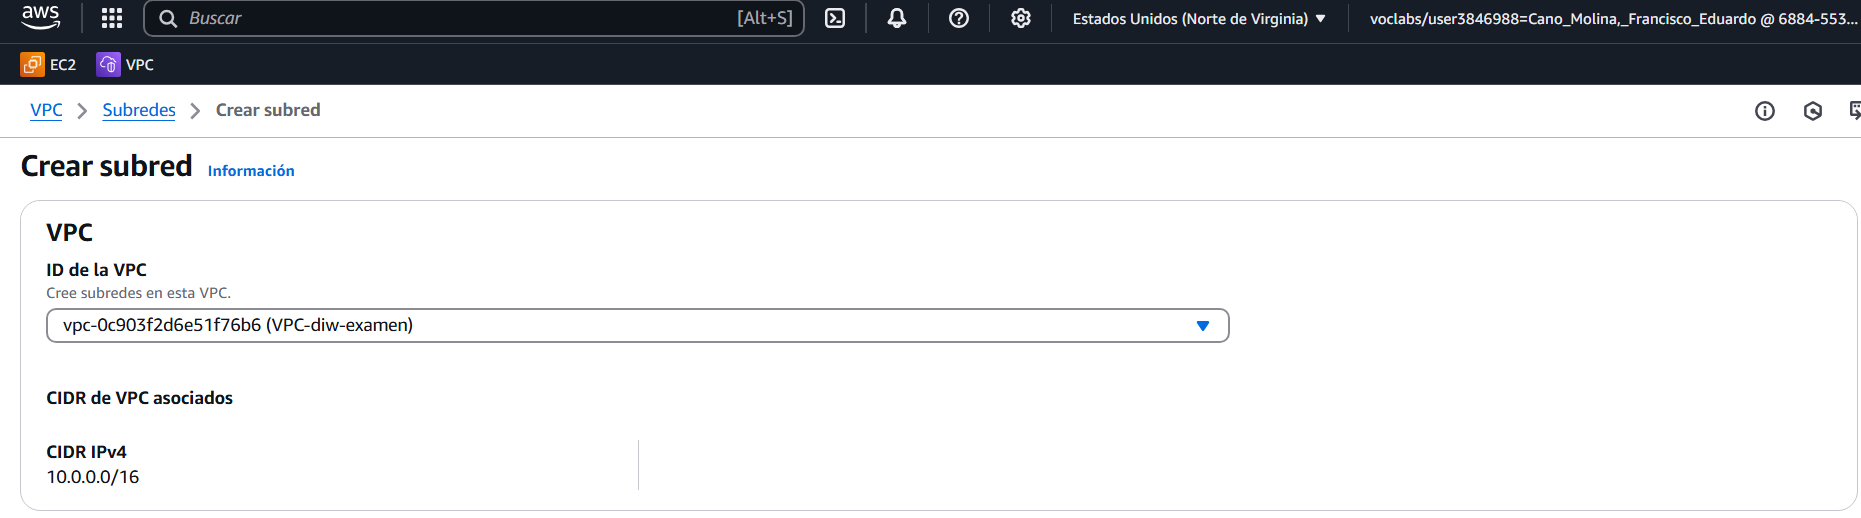 aws
Buscar [Alt+S] Estados Unidos (Norte de Virginia) voclabs/user3846988=Cano_Molina,_Francisco_Eduardo @ 6884-553...
EC2 VPC
VPC Subredes Crear subred
Crear subred Información
VPC
ID de la VPC
Cree subredes en esta VPC.
vpc-0c903f2d6e51f76b6 (VPC-diw-examen)
CIDR de VPC asociados
CIDR IPv4
10.0.0.0/16